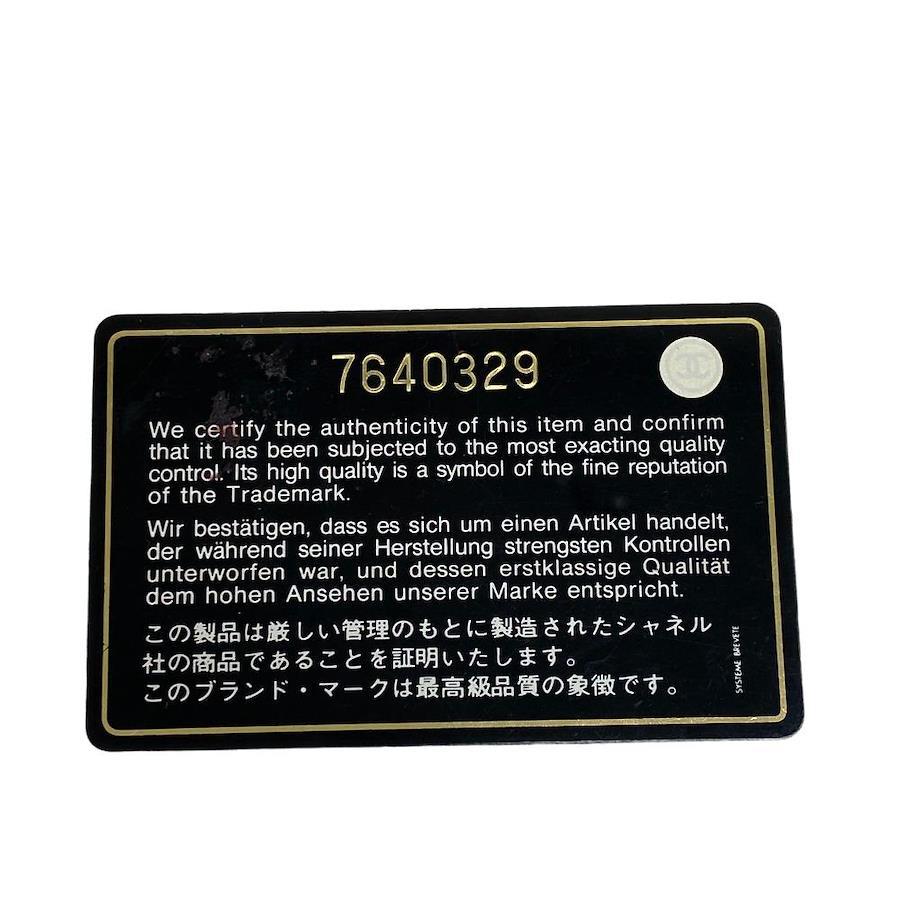 7640329
We certify the authenticity of this item and confirm
that it has been subjected to the most exacting quality
control. Its high quality is a symbol of the fine reputation
of the Trademark.
Wir bestätigen, dass es sich um einen Artikel handelt,
der während seiner Herstellung strengsten Kontrollen
unterworfen war, und dessen erstklassige Qualität
dem hohen Ansehen unserer Marke entspricht.
この製品は厳しい管理のもとに製造されたシャネル
社の商品であることを証明いたします。
このブランド・マークは最高級品質の象徴です。
SYSTEME BREVETE